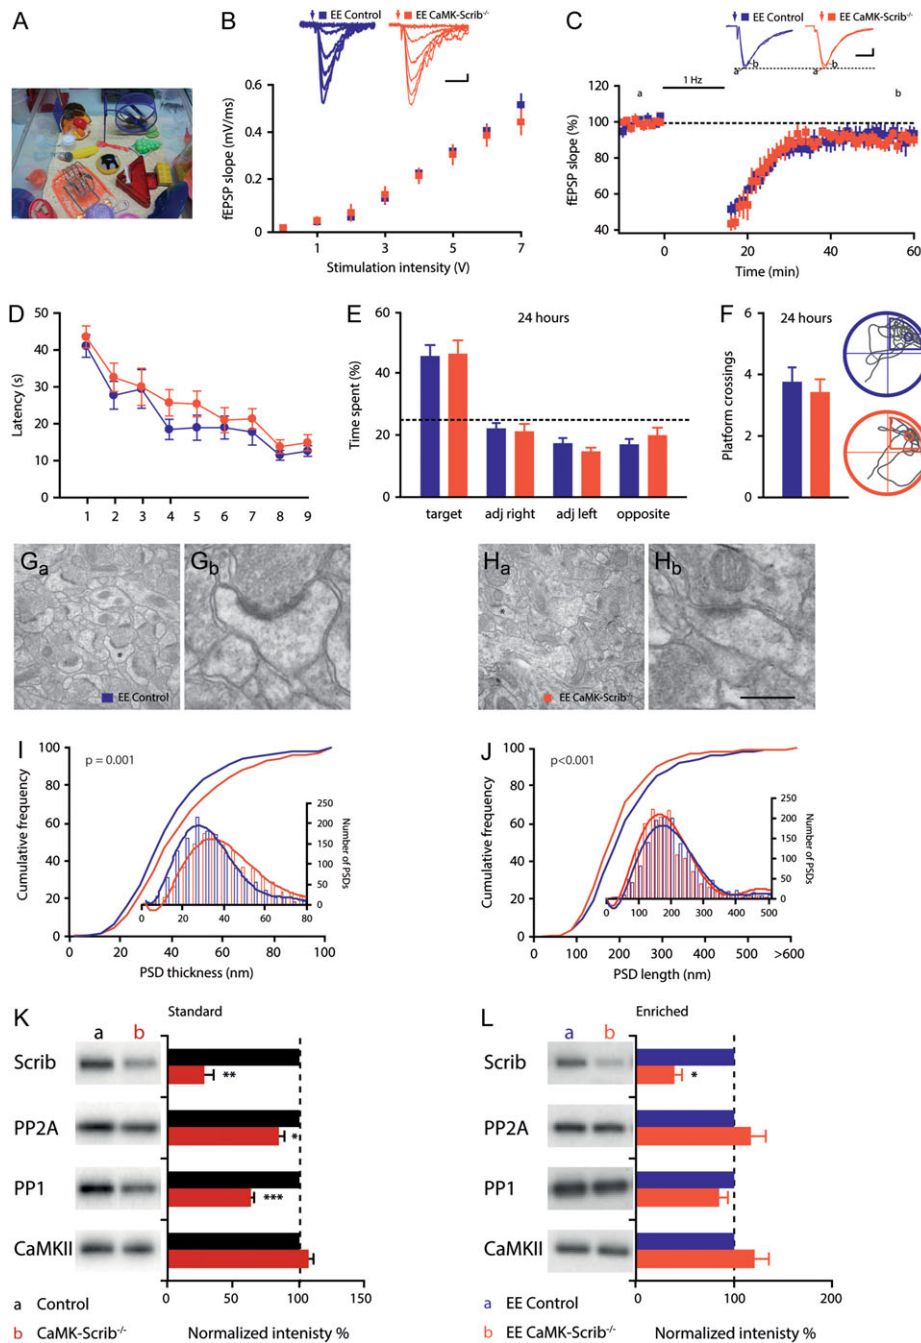 A
B
EE Control
EE CaMK-Scrib-/-
fEPSP slope (mV/ms)
0.6
0.4
0.2
0
1 3 5 7
Stimulation intensity (V)
C
EE Control
EE CaMK-Scrib-/-
a b a b
1 Hz
a
b
fEPSP slope (%)
120
100
80
60
40
0 20 40 60
Time (min)
D
Latency (s)
50
40
30
20
10
0
1 2 3 4 5 6 7 8 9
E
24 hours
Time spent (%)
60
40
20
0
target adj right adj left opposite
F
24 hours
Platform crossings
6
4
2
0
Ga
EE Control
Gb
Ha
EE CaMK-Scrib-/-
Hb
*
*
I
p = 0.001
Cumulative frequency
100
80
60
40
20
0
0 20 40 60 80 100
PSD thickness (nm)
Number of PSDs
250
200
150
100
50
0
0 20 40 60 80
J
p<0.001
Cumulative frequency
100
80
60
40
20
0
0 100 200 300 400 500 >600
PSD length (nm)
Number of PSDs
250
200
150
100
50
0
0 100 200 300 400 500
K
Standard
a b
Scrib
**
PP2A
*
PP1
***
CaMKII
0 50 100 150
a Control
b CaMK-Scrib-/-
Normalized intenisty %
L
Enriched
a b
Scrib
*
PP2A
PP1
CaMKII
0 100 200
a EE Control
b EE CaMK-Scrib-/-
Normalized intenisty %